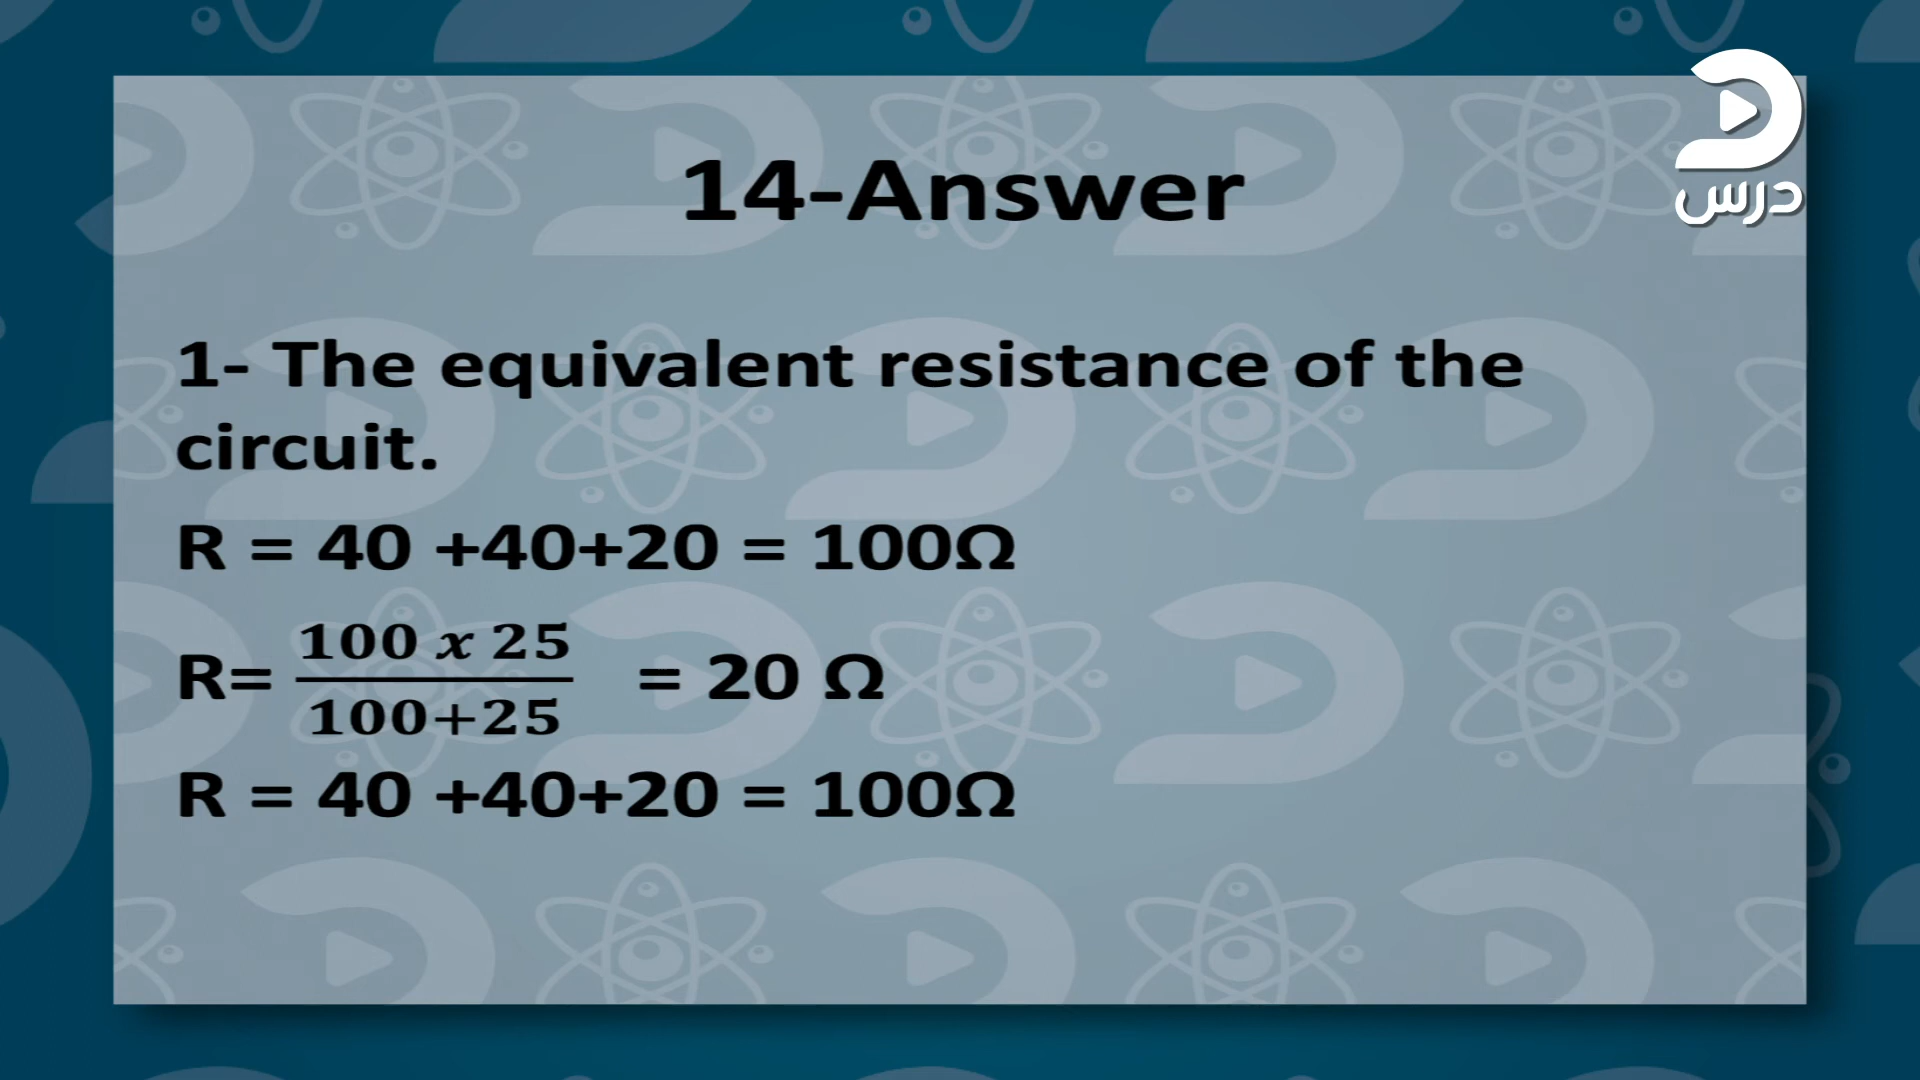 درس
14-Answer
1- The equivalent resistance of the
circuit.
R = 40 +40+20 = 100Ω
R= \frac{100 x 25}{100+25} = 20 Ω
R = 40 +40+20 = 100Ω